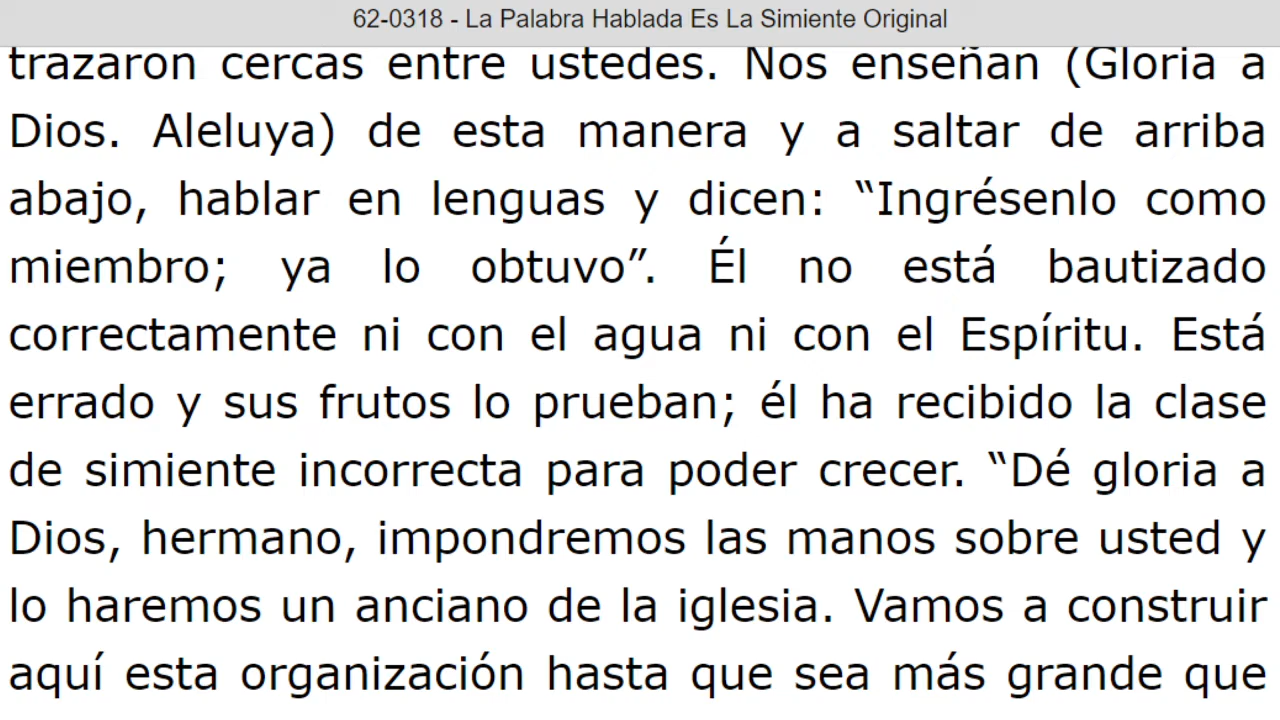 62-0318 - La Palabra Hablada Es La Simiente Original
trazaron cercas entre ustedes. Nos enseñan (Gloria a
Dios. Aleluya) de esta manera y a saltar de arriba
abajo, hablar en lenguas y dicen: “Ingrésenlo como
miembro; ya lo obtuvo”. Él no está bautizado
correctamente ni con el agua ni con el Espíritu. Está
errado y sus frutos lo prueban; él ha recibido la clase
de simiente incorrecta para poder crecer. “Dé gloria a
Dios, hermano, impondremos las manos sobre usted y
lo haremos un anciano de la iglesia. Vamos a construir
aquí esta organización hasta que sea más grande que